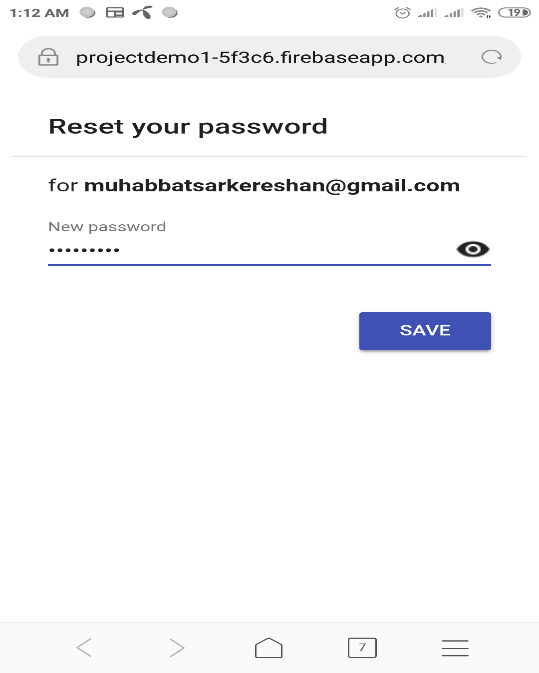 1:12 AM 19
projectdemo1-5f3c6.firebaseapp.com
Reset your password
for muhabbatsarkereshan@gmail.com
New password
•••••••••
SAVE
7